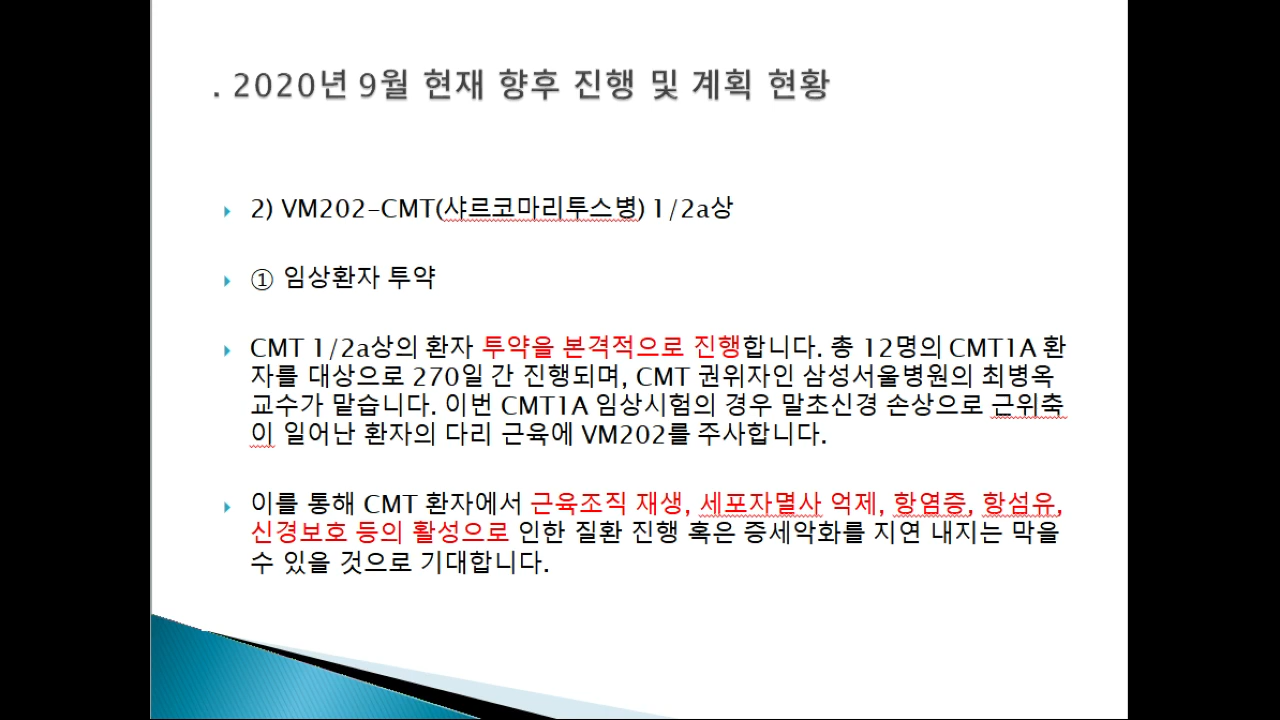 . 2020년 9월 현재 향후 진행 및 계획 현황
2) VM202-CMT(샤르코마리투스병) 1/2a상
① 임상환자 투약
CMT 1/2a상의 환자 투약을 본격적으로 진행합니다. 총 12명의 CMT1A 환
자를 대상으로 270일 간 진행되며, CMT 권위자인 삼성서울병원의 최병옥
교수가 맡습니다. 이번 CMT1A 임상시험의 경우 말초신경 손상으로 근위축
이 일어난 환자의 다리 근육에 VM202를 주사합니다.
이를 통해 CMT 환자에서 근육조직 재생, 세포자멸사 억제, 항염증, 항섬유,
신경보호 등의 활성으로 인한 질환 진행 혹은 증세악화를 지연 내지는 막을
수 있을 것으로 기대합니다.